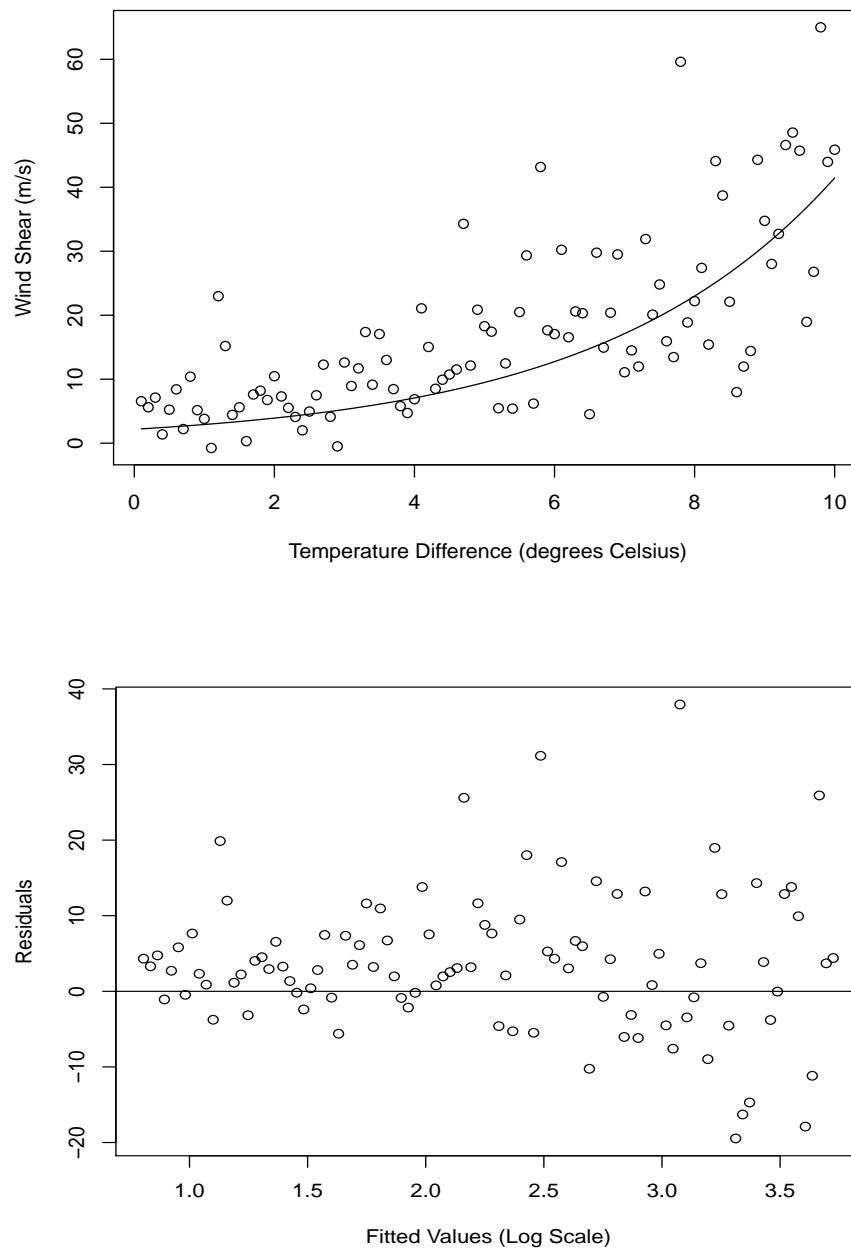 60
50
40
30
20
10
0
Wind Shear (m/s)
0 2 4 6 8 10
Temperature Difference (degrees Celsius)
40
30
20
10
0
−10
−20
Residuals
1.0 1.5 2.0 2.5 3.0 3.5
Fitted Values (Log Scale)